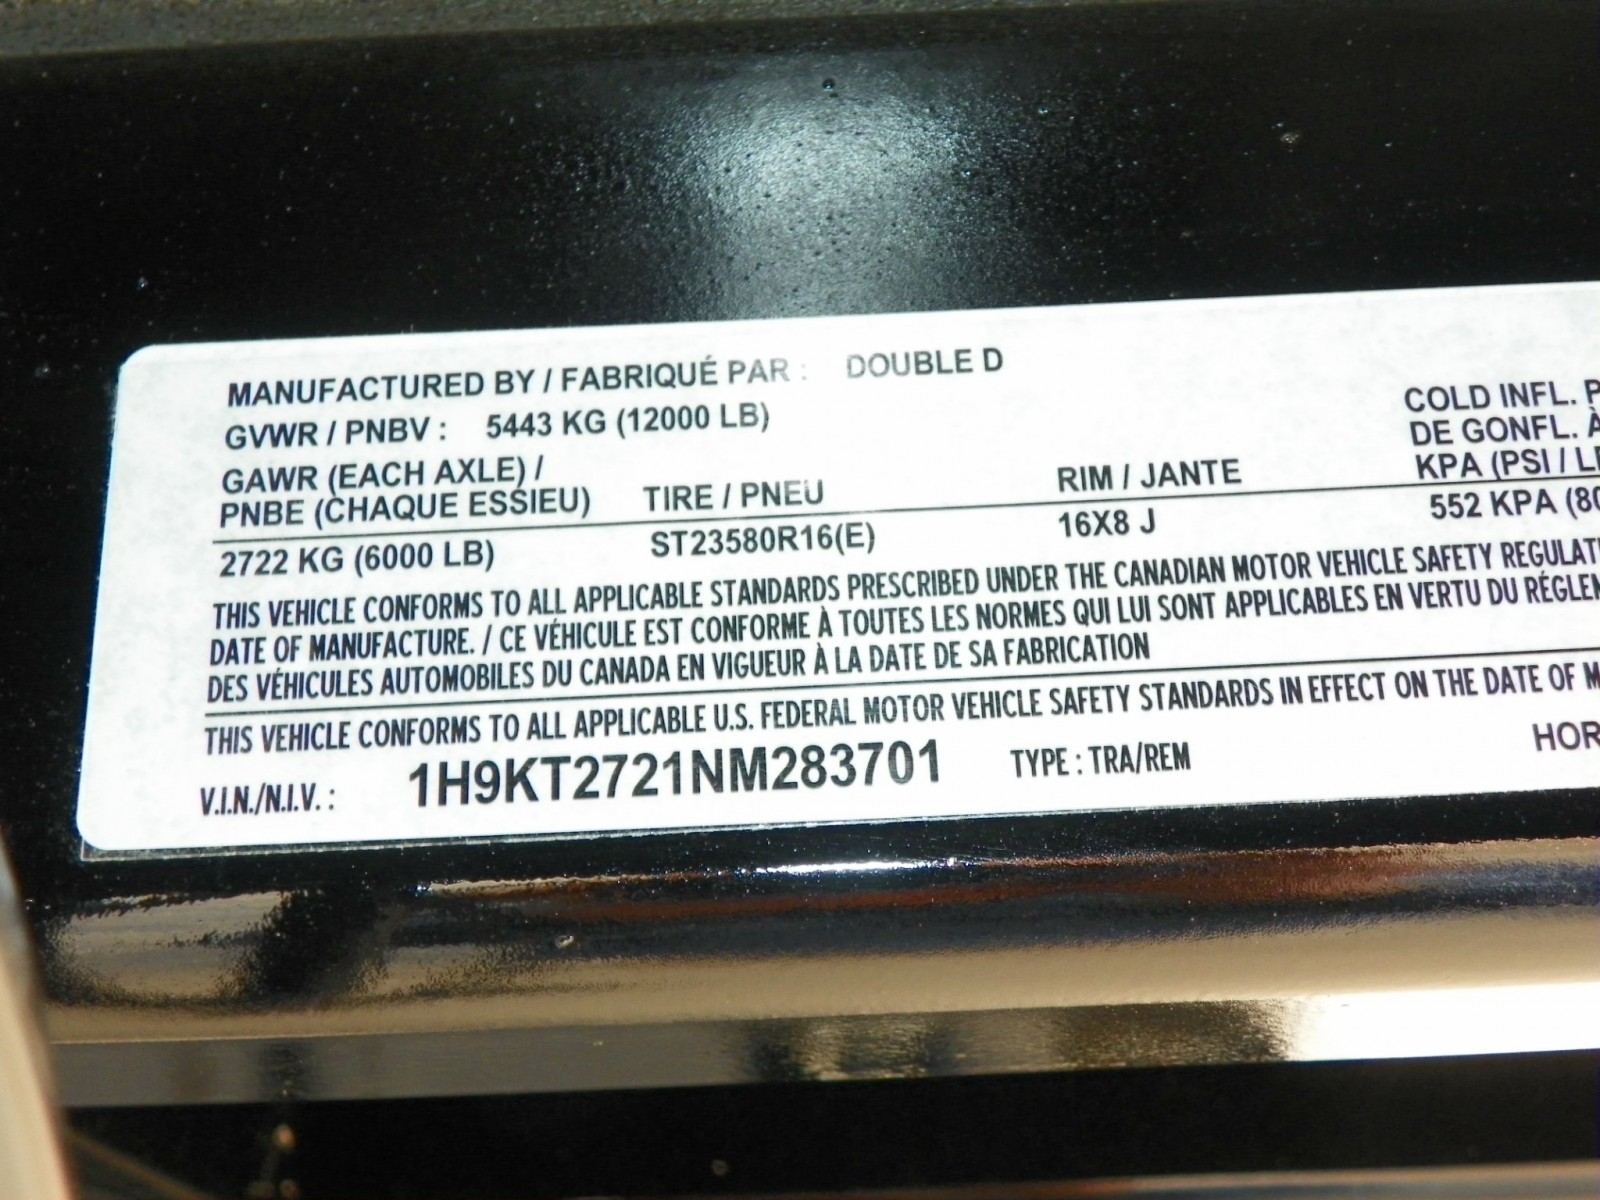 MANUFACTURED BY / FABRIQUÉ PAR : DOUBLE D
GVWR / PNBV : 5443 KG (12000 LB)
GAWR (EACH AXLE) /
PNBE (CHAQUE ESSIEU) TIRE / PNEU RIM / JANTE
COLD INFL.
DE GONFL. À
KPA (PSI /
2722 KG (6000 LB) ST23580R16(E) 16X8 J 552 KPA
THIS VEHICLE CONFORMS TO ALL APPLICABLE STANDARDS PRESCRIBED UNDER THE CANADIAN MOTOR VEHICLE SAFETY
DATE OF MANUFACTURE. / CE VÉHICULE EST CONFORME À TOUTES LES NORMES QUI LUI SONT APPLICABLES EN VERTU DU
DES VÉHICULES AUTOMOBILES DU CANADA EN VIGUEUR À LA DATE DE SA FABRICATION
THIS VEHICLE CONFORMS TO ALL APPLICABLE U.S. FEDERAL MOTOR VEHICLE SAFETY STANDARDS IN EFFECT ON THE DATE OF
V.I.N./N.I.V. : 1H9KT2721NM283701 TYPE : TRA/REM